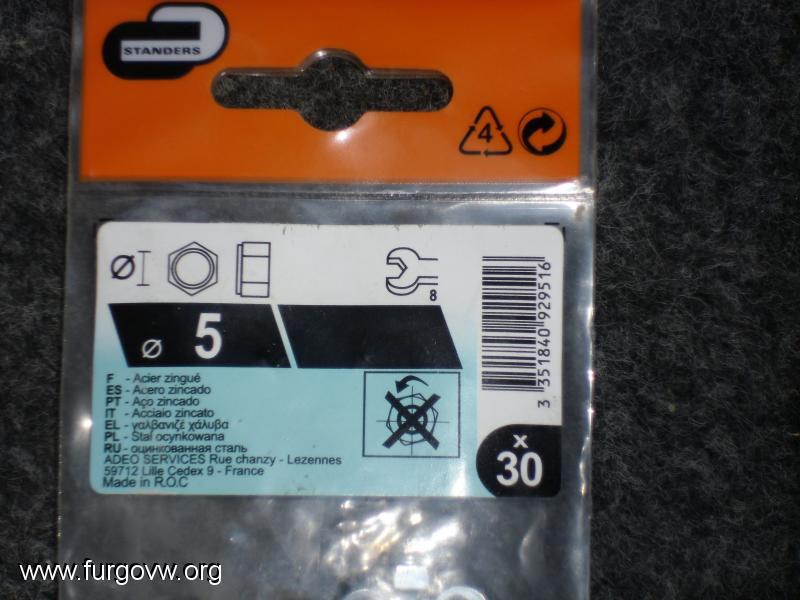 STANDERS
4
Ø
8
Ø 5
F - Acier zingué
ES - Acero zincado
PT - Aço zincado
IT - Acciaio zincato
EL - γαλβανιζέ χάλυβα
PL - Stal ocynkowana
RU - оцинкованная сталь
ADEO SERVICES Rue chanzy - Lezennes
59712 Lille Cedex 9 - France
Made in R.O.C
3 351840 929516
x
30
www.furgovw.org